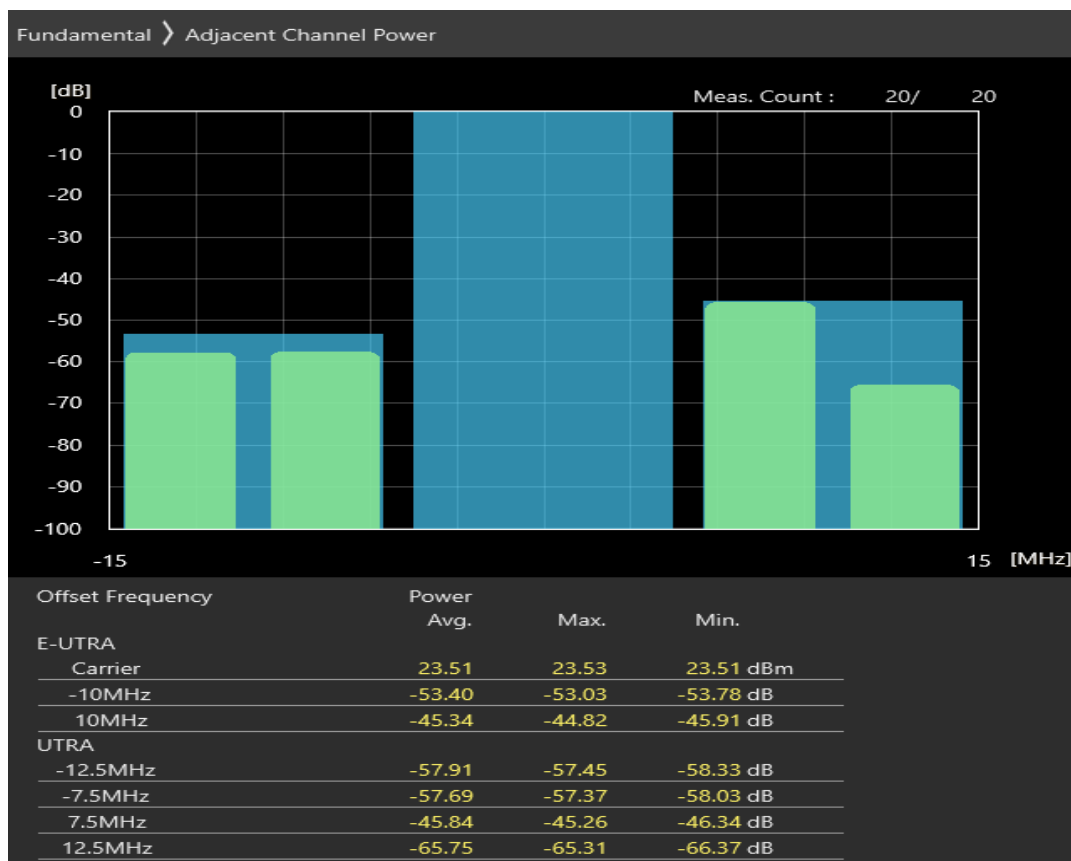 Fundamental 〉 Adjacent Channel Power
[dB]
Meas. Count : 20/ 20
0
-10
-20
-30
-40
-50
-60
-70
-80
-90
-100
-15 15 [MHz]
Offset Frequency Power
Avg. Max. Min.
E-UTRA
Carrier 23.51 23.53 23.51 dBm
-10MHz -53.40 -53.03 -53.78 dB
10MHz -45.34 -44.82 -45.91 dB
UTRA
-12.5MHz -57.91 -57.45 -58.33 dB
-7.5MHz -57.69 -57.37 -58.03 dB
7.5MHz -45.84 -45.26 -46.34 dB
12.5MHz -65.75 -65.31 -66.37 dB